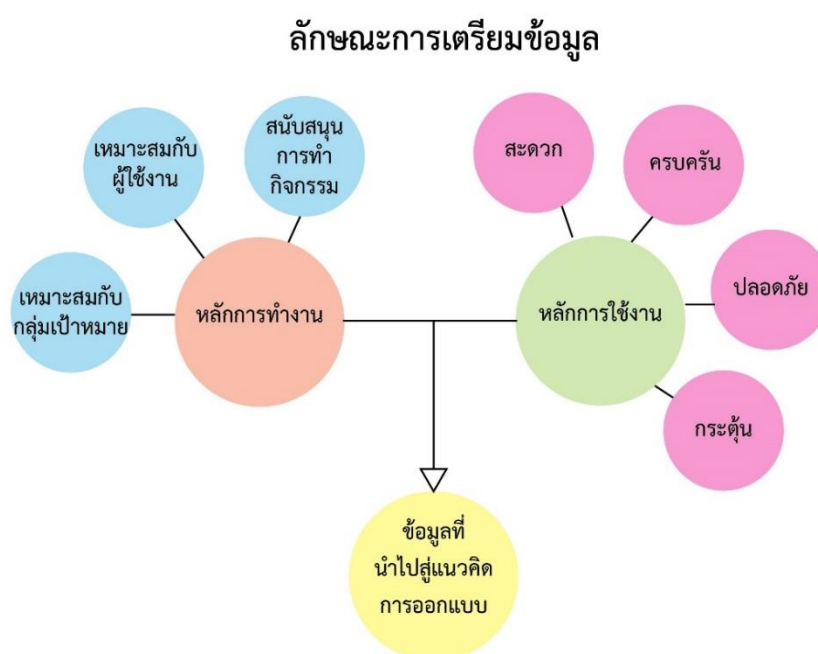 ลักษณะการเตรียมข้อมูล
เหมาะสมกับ
ผู้ใช้งาน
สนับสนุน
การทำ
กิจกรรม
เหมาะสมกับ
กลุ่มเป้าหมาย
หลักการทำงาน
สะดวก
ครบครัน
ปลอดภัย
กระตุ้น
หลักการใช้งาน
ข้อมูลที่
นำไปสู่แนวคิด
การออกแบบ